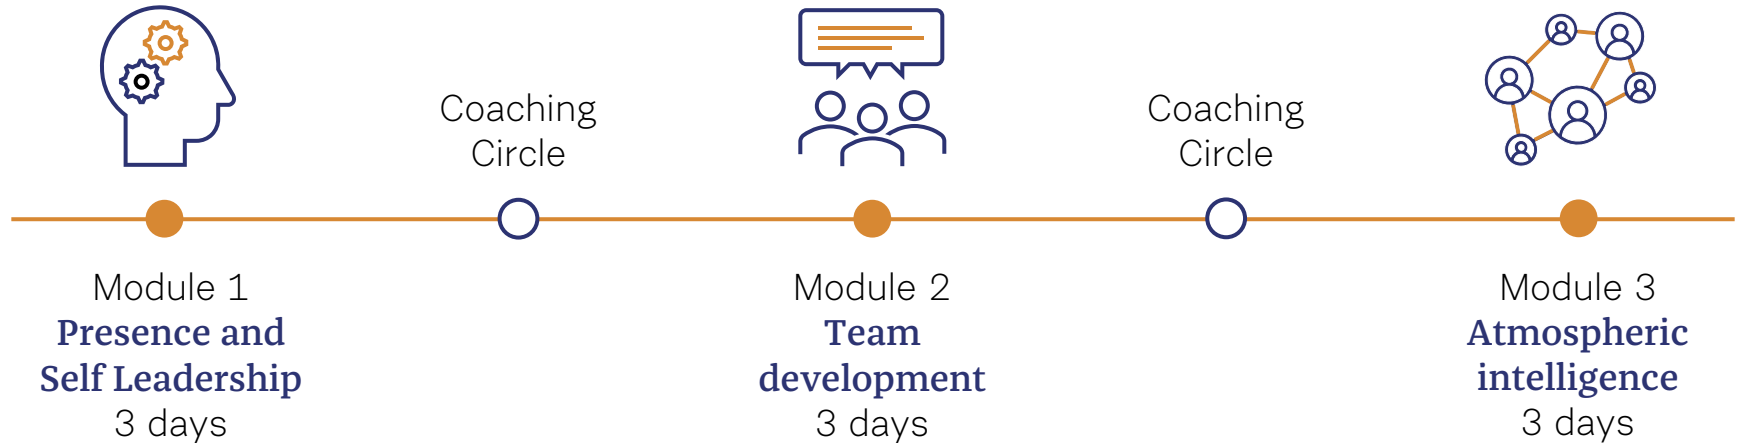 Coaching
Circle
Coaching
Circle
Module 1
Presence and
Self Leadership
3 days
Module 2
Team
development
3 days
Module 3
Atmospheric
intelligence
3 days